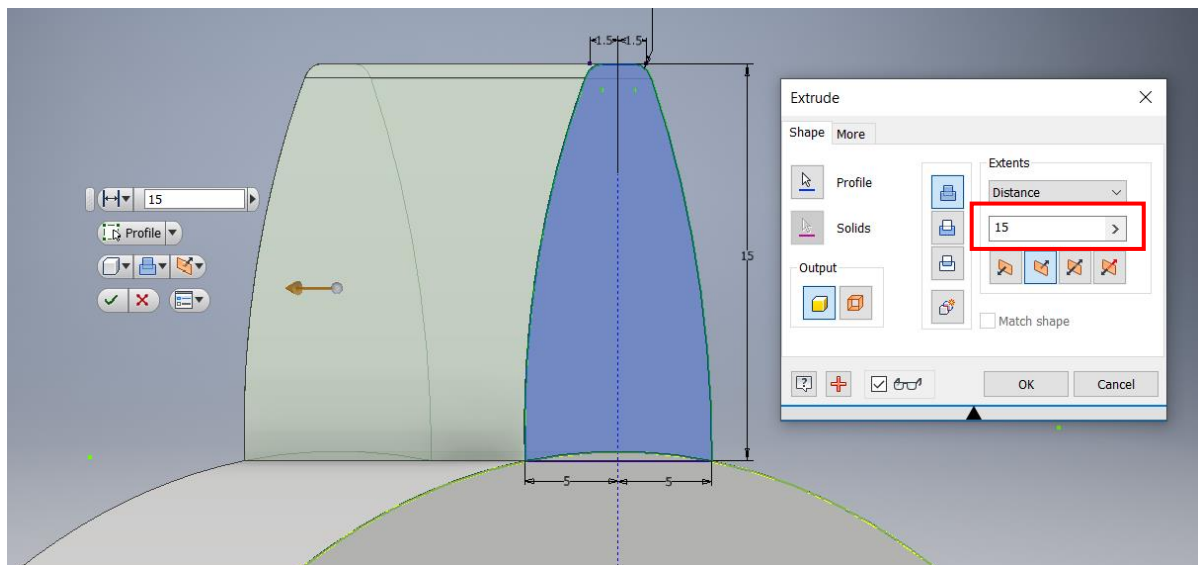 1.5
1.5
15
5
5
15
Profile
Extrude
Shape
More
Profile
Solids
Output
Extents
Distance
15
Match shape
OK
Cancel